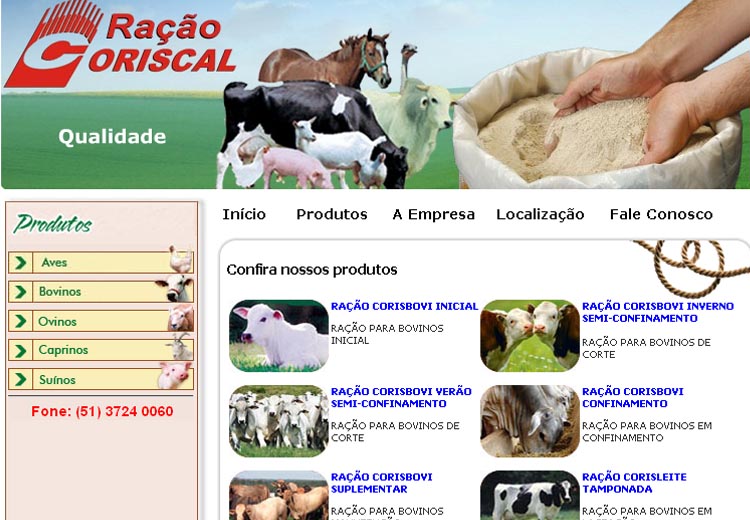 Ração
CORISCAL
Qualidade
Produtos
Aves
Bovinos
Ovinos
Caprinos
Suínos
Fone: (51) 3724 0060
Início Produtos A Empresa Localização Fale Conosco
Confira nossos produtos
RAÇÃO CORISBOVI INICIAL
RAÇÃO PARA BOVINOS
INICIAL
RAÇÃO CORISBOVI INVERNO
SEMI-CONFINAMENTO
RAÇÃO PARA BOVINOS DE
CORTE
RAÇÃO CORISBOVI VERÃO
SEMI-CONFINAMENTO
RAÇÃO PARA BOVINOS DE
CORTE
RAÇÃO CORISBOVI
CONFINAMENTO
RAÇÃO PARA BOVINOS EM
CONFINAMENTO
RAÇÃO CORISBOVI
SUPLEMENTAR
RAÇÃO PARA BOVINOS
RAÇÃO CORISLEITE
TAMPONADA
RAÇÃO PARA BOVINOS EM